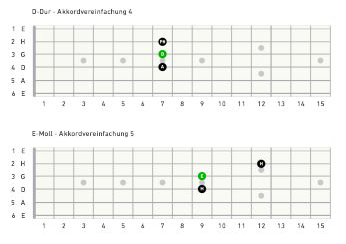 D-Dur - Akkordvereinfachung 4
1 E
2 H F#
3 G D
4 D A
5 A
6 E
1 2 3 4 5 6 7 8 9 10 11 12 13 14 15
E-Moll - Akkordvereinfachung 5
1 E
2 H H
3 G E
4 D H
5 A
6 E
1 2 3 4 5 6 7 8 9 10 11 12 13 14 15